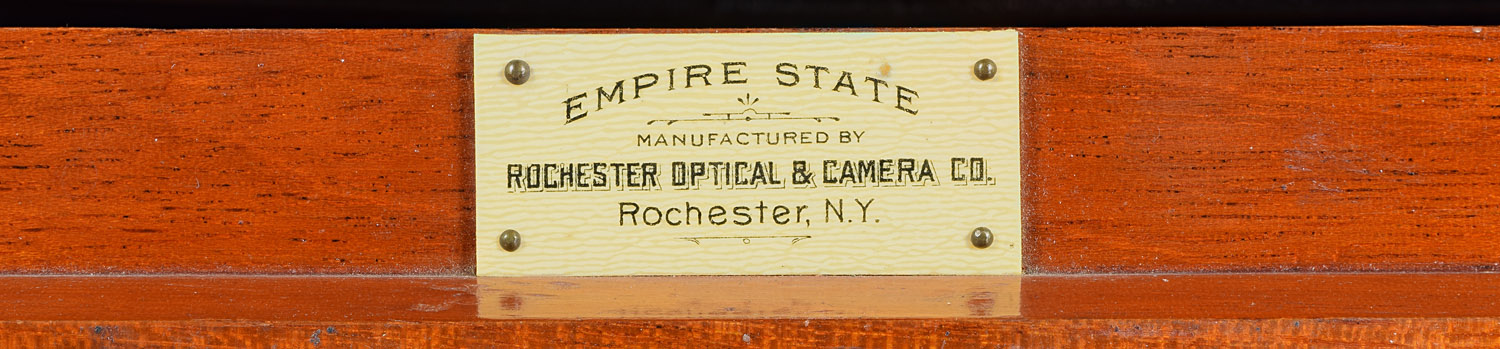 EMPIRE STATE
MANUFACTURED BY
ROCHESTER OPTICAL & CAMERA CO.
Rochester, N.Y.